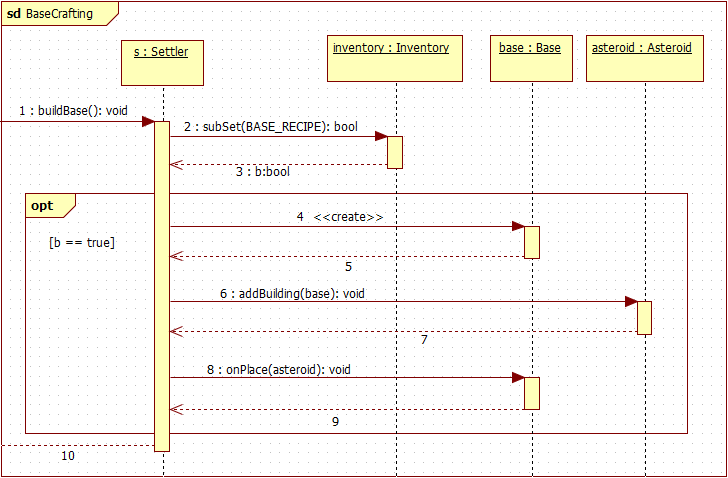 sd BaseCrafting
s : Settler
inventory : Inventory
base : Base
asteroid : Asteroid
1 : buildBase(): void
2 : subSet(BASE_RECIPE): bool
3 : b:bool
opt
[b == true]
4 <<create>>
5
6 : addBuilding(base): void
7
8 : onPlace(asteroid): void
9
10